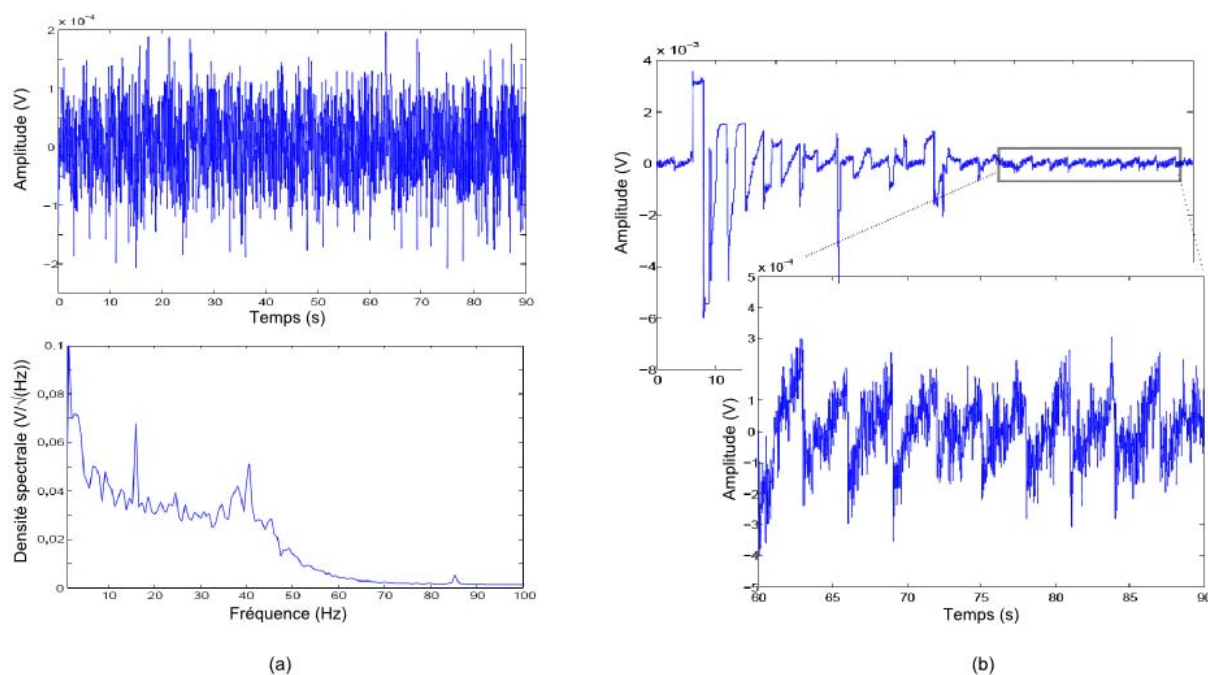 × 10⁻⁴
2
1
0
-1
-2
Amplitude (V)
0 10 20 30 40 50 60 70 80 90
Temps (s)
0.1
0,08
0,06
0,04
0,02
0
Densité spectrale (V/√(Hz))
10 20 30 40 50 60 70 80 90 100
Fréquence (Hz)
(a)
× 10⁻³
4
2
0
-2
-4
-6
-8
Amplitude (V)
0 10
× 10⁻⁴
5
3
2
1
0
-1
-2
-3
-4
-5
Amplitude (V)
60 65 70 75 80 85 90
Temps (s)
(b)